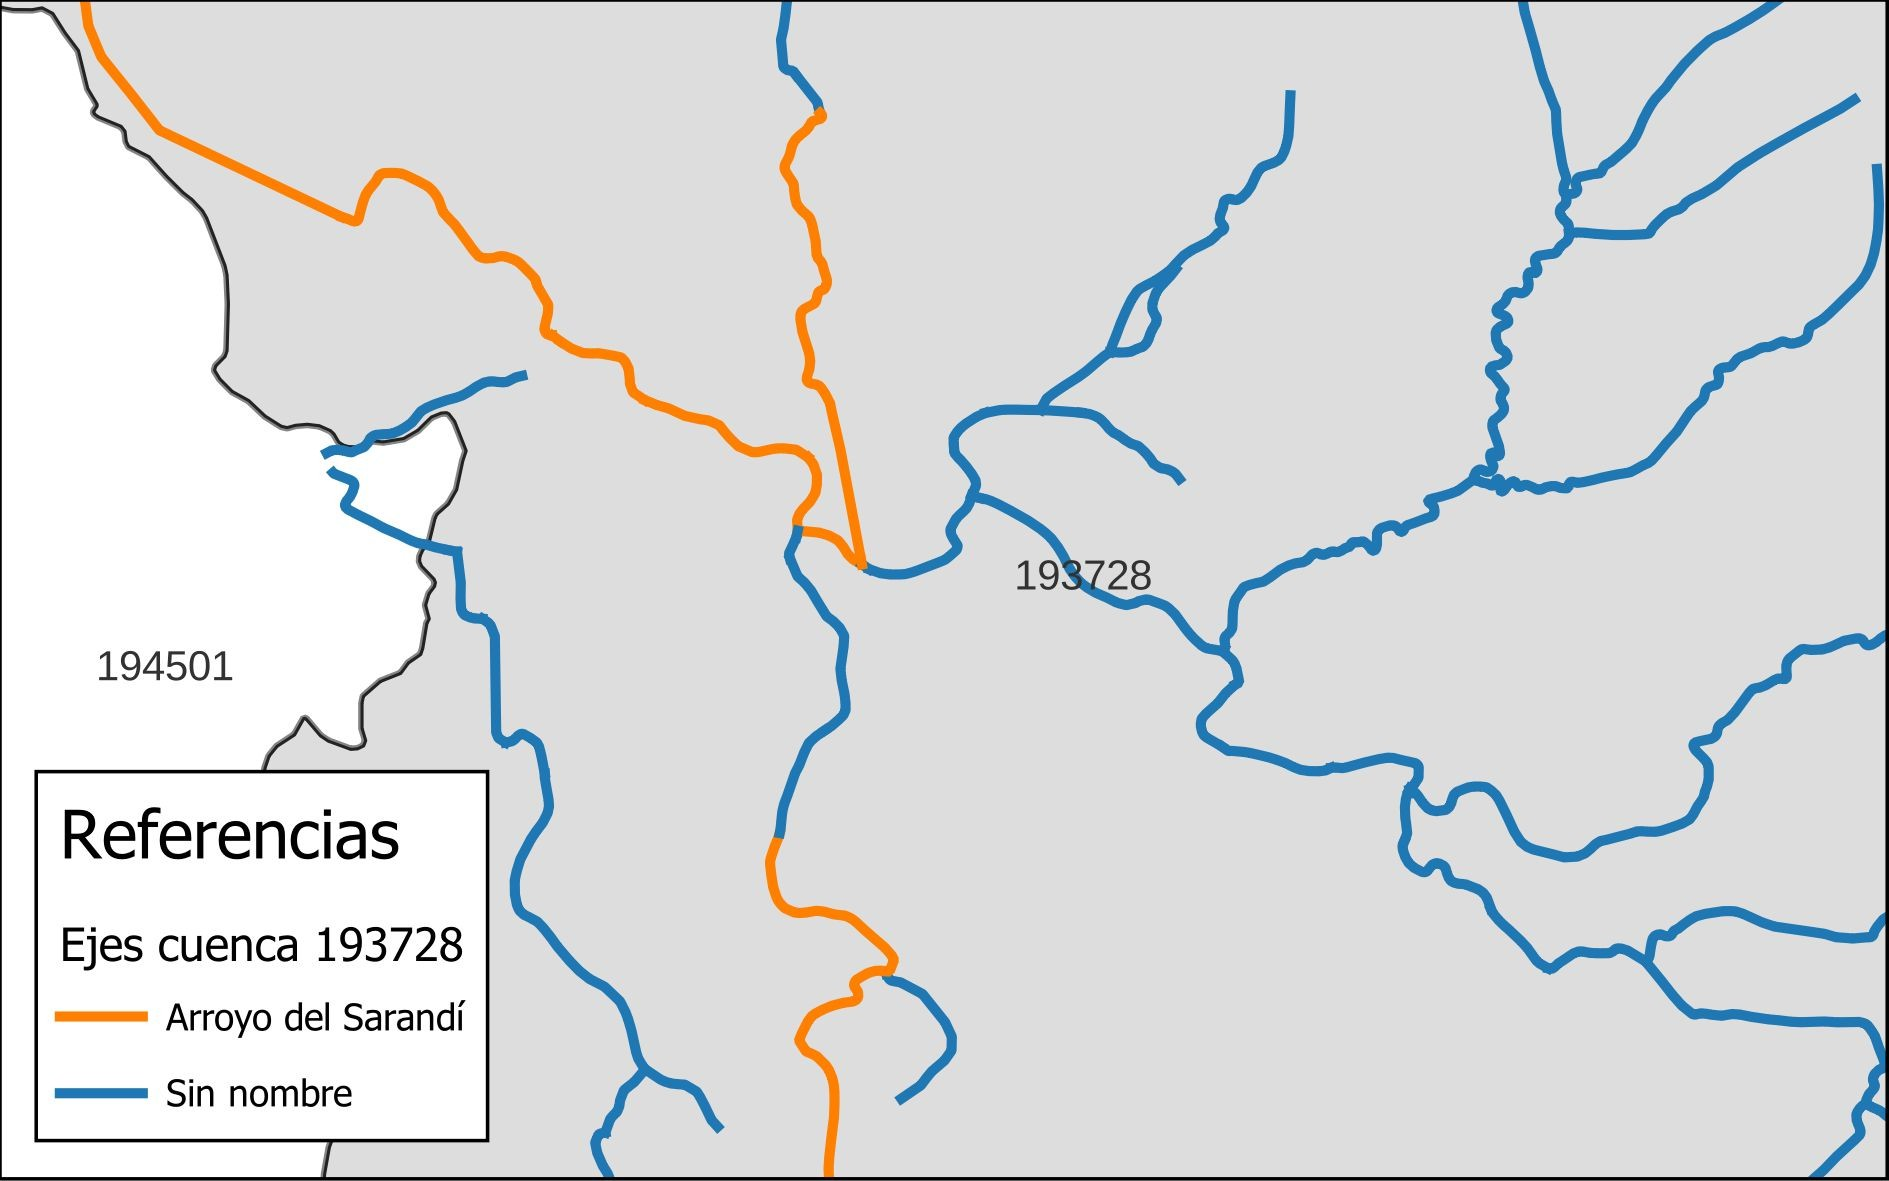 193728
194501
Referencias
Ejes cuenca 193728
Arroyo del Sarandí
Sin nombre